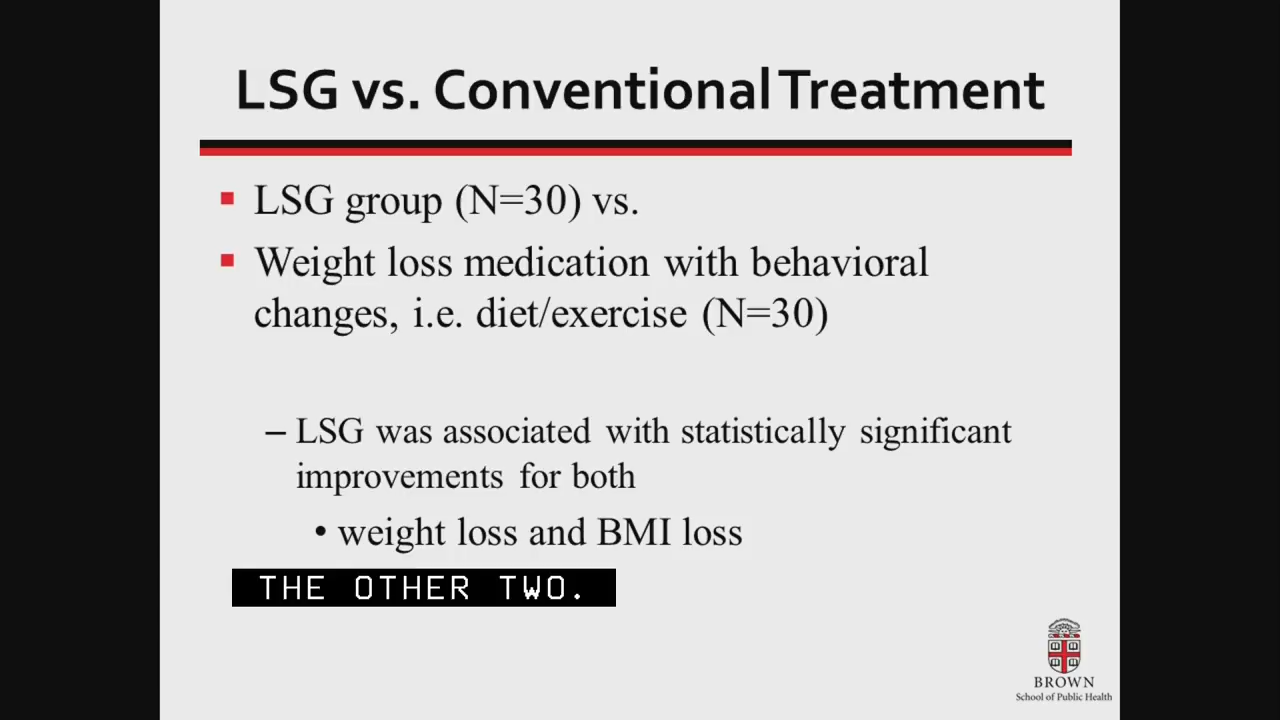 LSG vs. Conventional Treatment
LSG group (N=30) vs.
Weight loss medication with behavioral
changes, i.e. diet/exercise (N=30)
– LSG was associated with statistically significant
improvements for both
• weight loss and BMI loss
THE OTHER TWO.
BROWN
School of Public Health